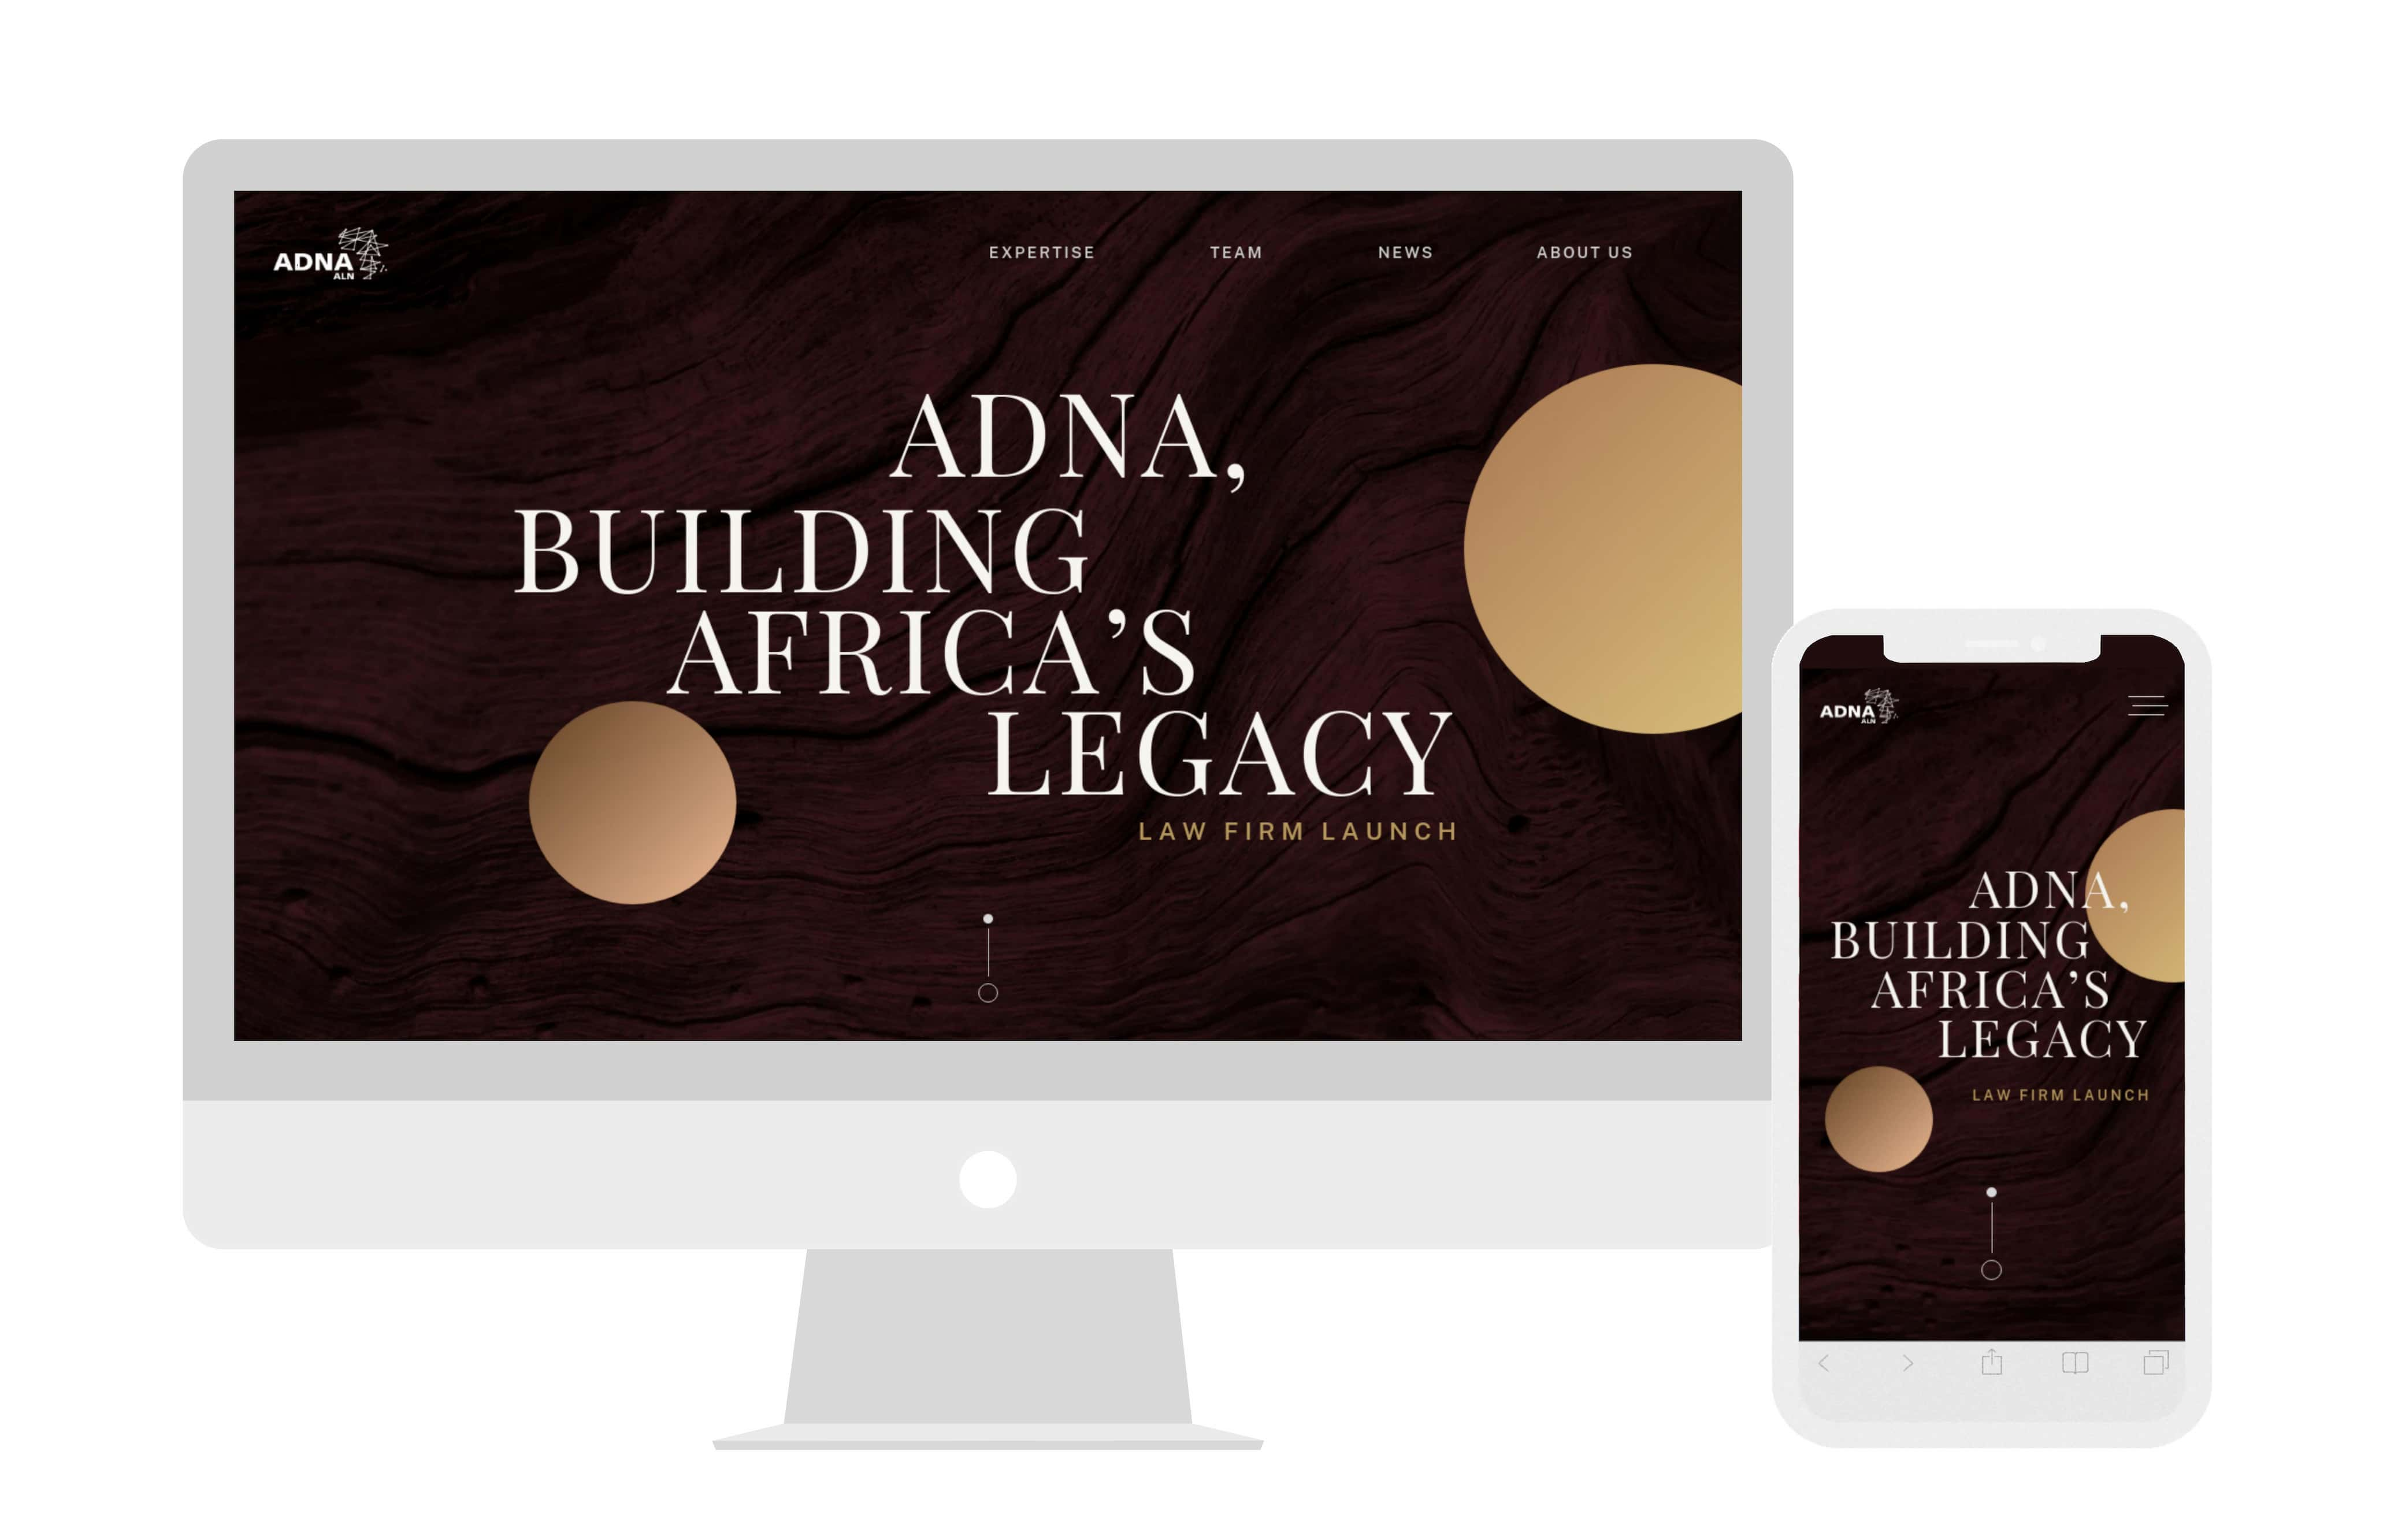 ADNA
ALN
EXPERTISE TEAM NEWS ABOUT US
ADNA,
BUILDING
AFRICA’S
LEGACY
LAW FIRM LAUNCH
ADNA
ALN
ADNA,
BUILDING
AFRICA’S
LEGACY
LAW FIRM LAUNCH